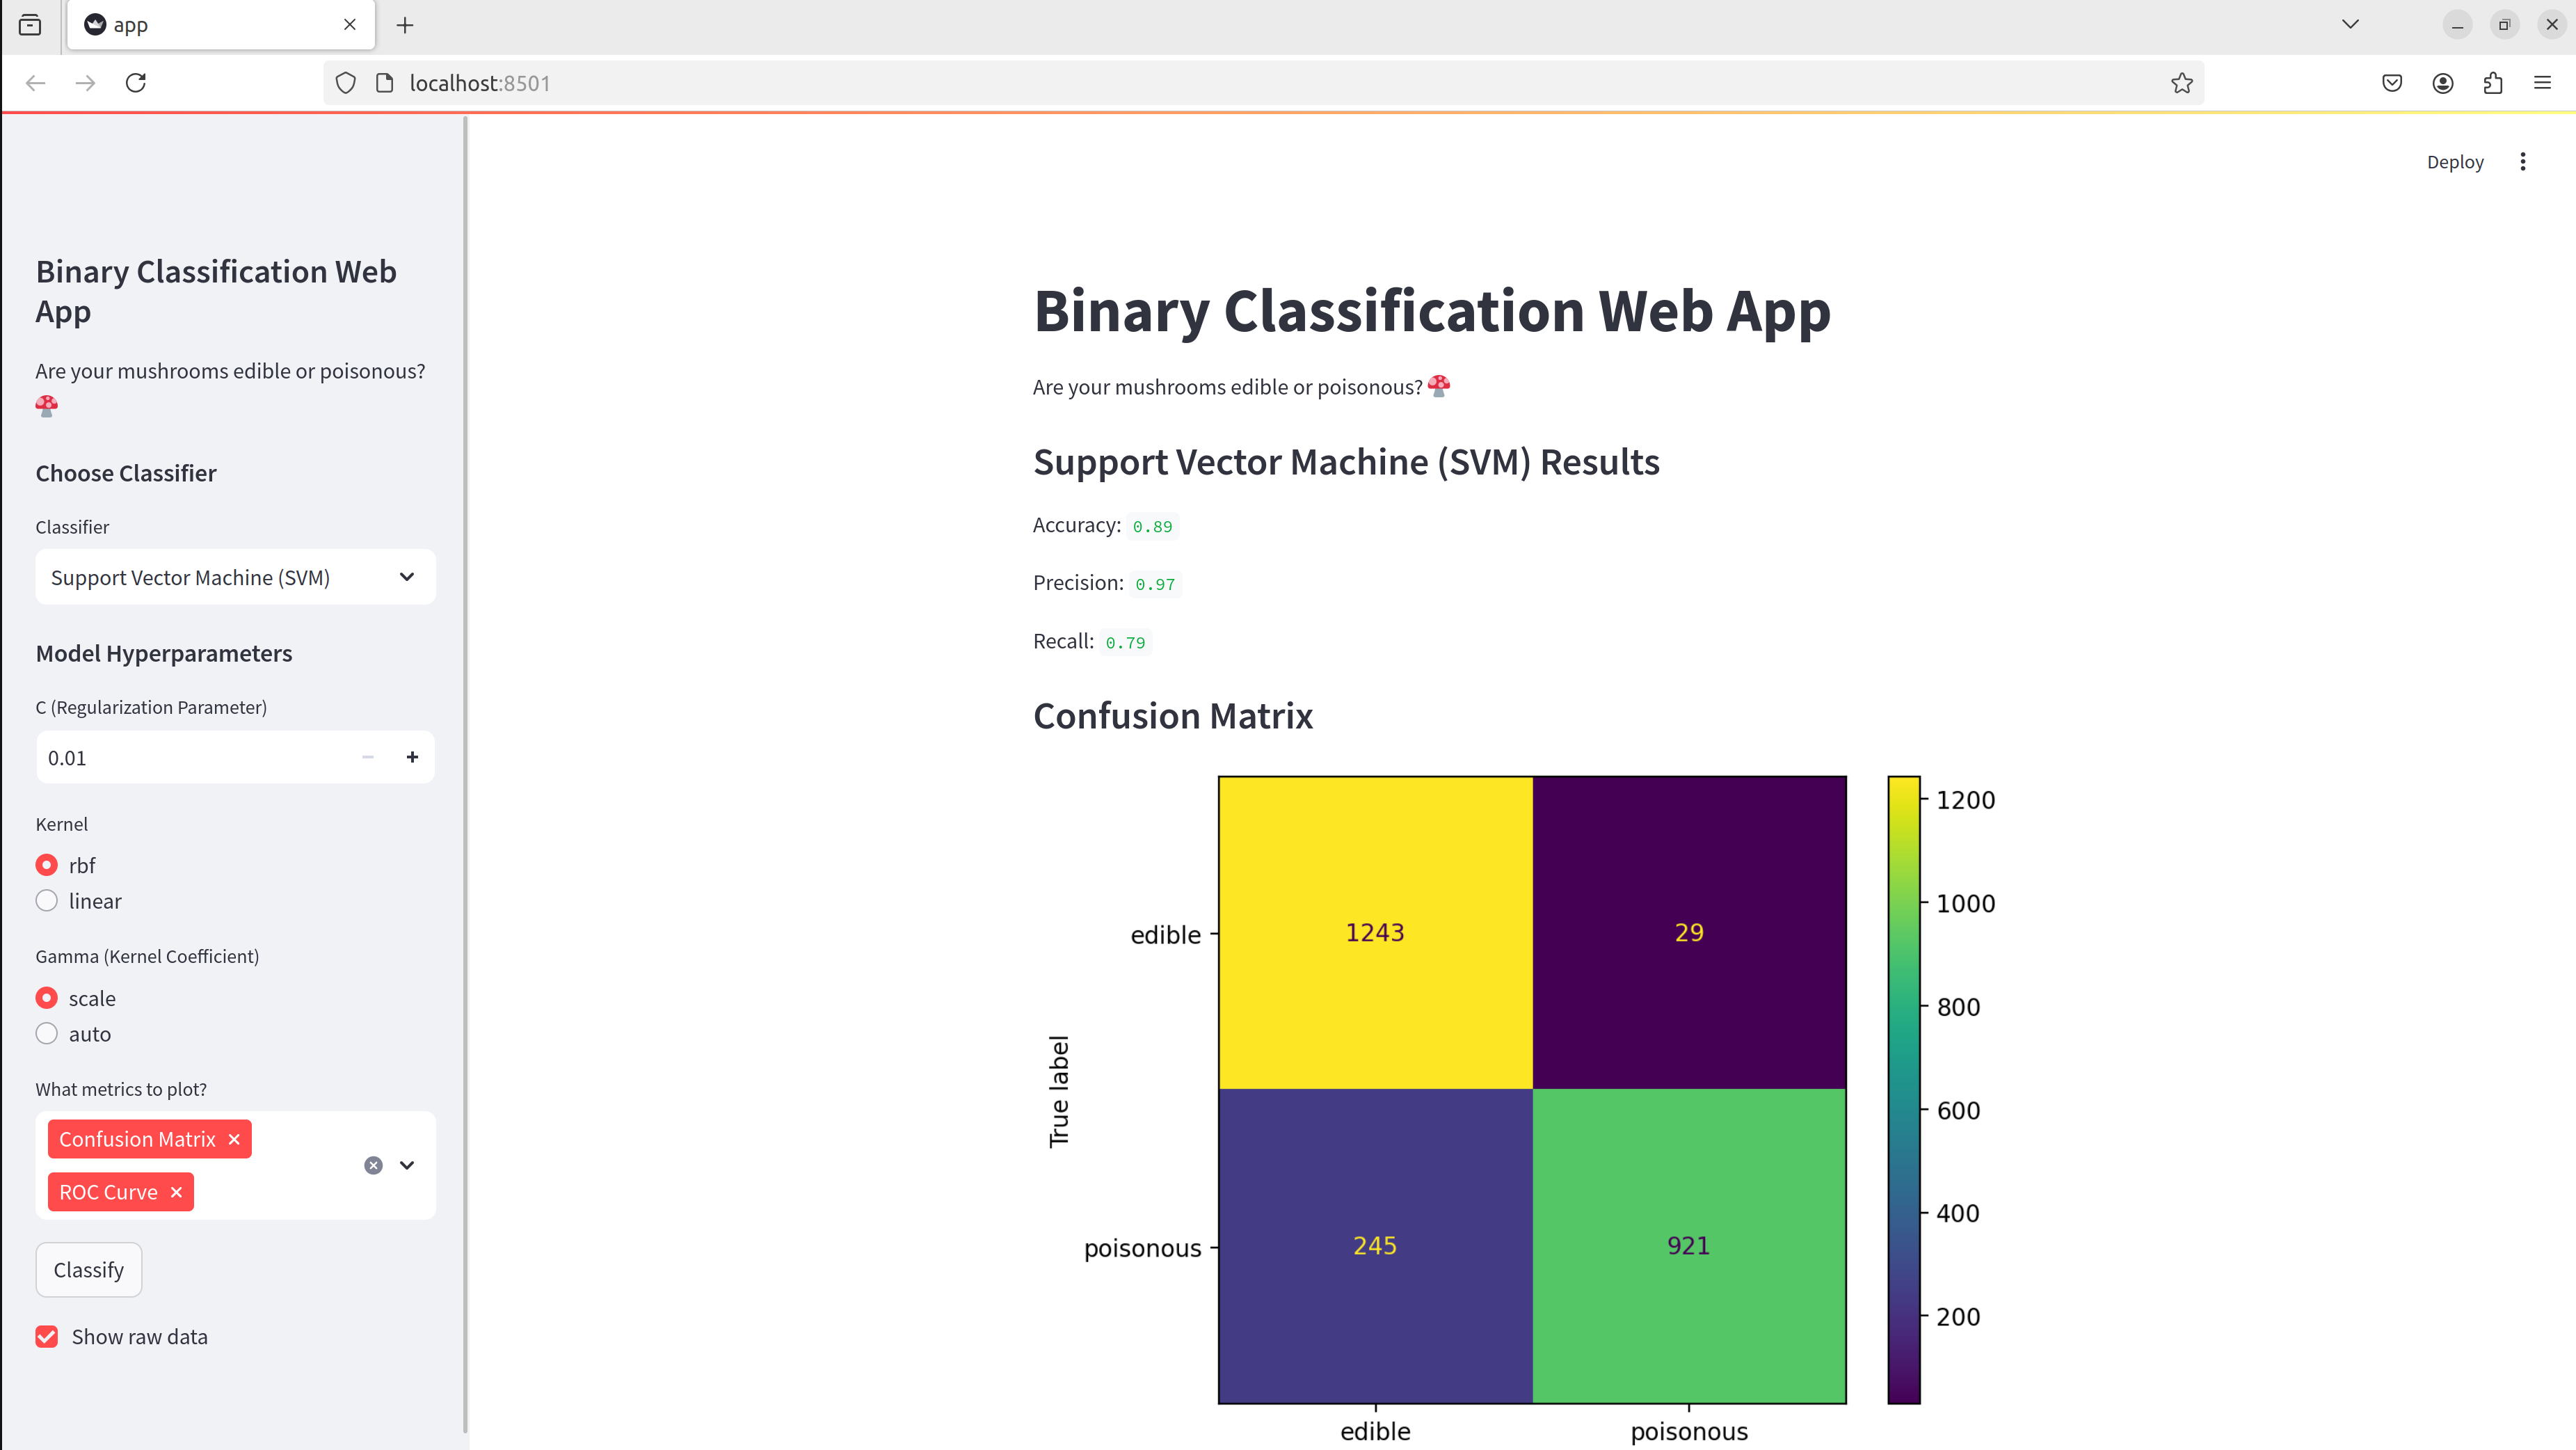 app
localhost:8501
Deploy
Binary Classification Web
App
Are your mushrooms edible or poisonous?
Choose Classifier
Classifier
Support Vector Machine (SVM)
Model Hyperparameters
C (Regularization Parameter)
0.01
Kernel
rbf
linear
Gamma (Kernel Coefficient)
scale
auto
What metrics to plot?
Confusion Matrix
ROC Curve
Classify
Show raw data
Binary Classification Web App
Are your mushrooms edible or poisonous?
Support Vector Machine (SVM) Results
Accuracy: 0.89
Precision: 0.97
Recall: 0.79
Confusion Matrix
True label
edible
1243
29
poisonous
245
921
edible
poisonous
1200
1000
800
600
400
200